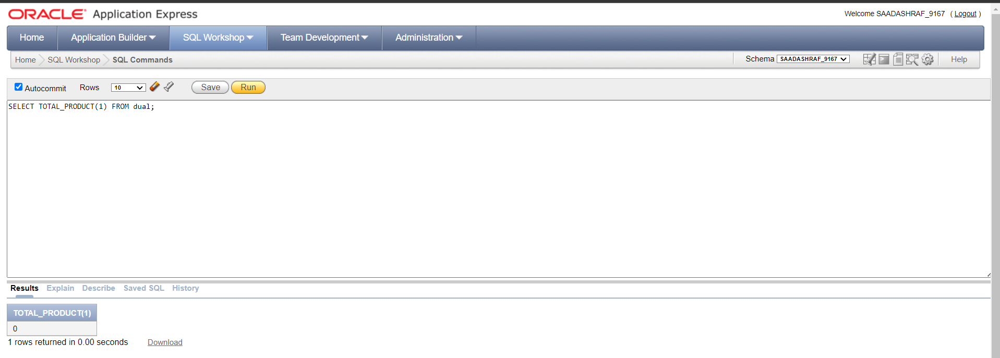 ORACLE Application Express
Welcome SAADASHRAF_9167 ( Logout )
Home Application Builder SQL Workshop Team Development Administration
Home SQL Workshop SQL Commands
Schema SAADASHRAF_9167 Help
Autocommit Rows 10 Save Run
SELECT TOTAL_PRODUCT(1) FROM dual;
Results Explain Describe Saved SQL History
TOTAL_PRODUCT(1)
0
1 rows returned in 0.00 seconds Download